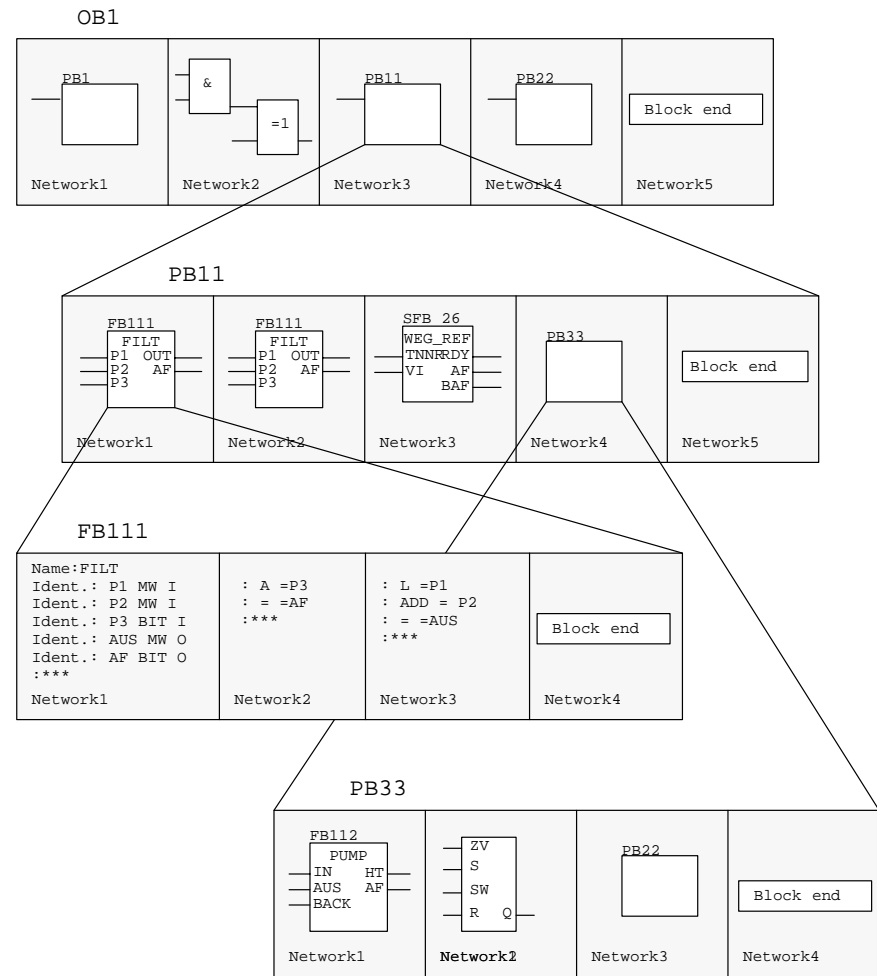 OB1
PB1
&
=1
PB11
PB22
Block end
Network1
Network2
Network3
Network4
Network5
PB11
FB111
FILT
P1 OUT
P2 AF
P3
FB111
FILT
P1 OUT
P2 AF
P3
SFB 26
WEG_REF
TNNRRDY
VI AF
BAF
PB33
Block end
Network1
Network2
Network3
Network4
Network5
FB111
Name:FILT
Ident.: P1 MW I
Ident.: P2 MW I
Ident.: P3 BIT I
Ident.: AUS MW O
Ident.: AF BIT O
:***
Network1
: A =P3
: = =AF
:***
Network2
: L =P1
: ADD = P2
: = =AUS
:***
Network3
Block end
Network4
PB33
FB112
PUMP
IN HT
AUS AF
BACK
Network1
ZV
S
SW
R Q
PB22
Network3
Block end
Network4